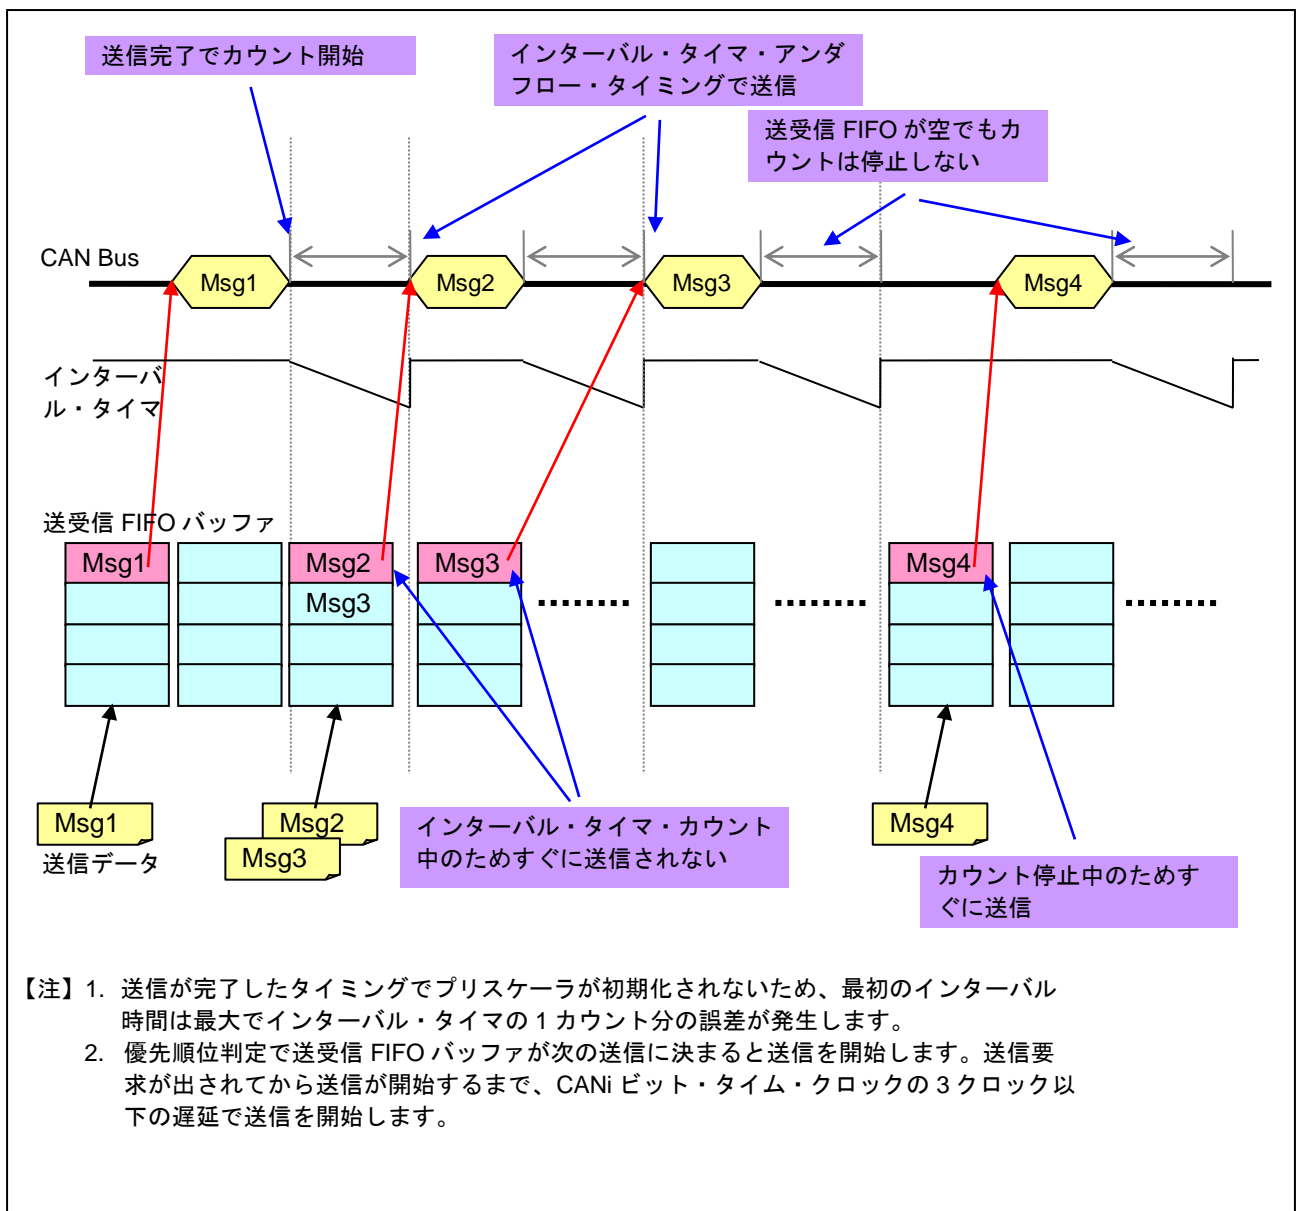 送信完了でカウント開始
インターバル・タイマ・アンダ
フロー・タイミングで送信
送受信 FIFO が空でもカ
ウントは停止しない
CAN Bus
Msg1
Msg2
Msg3
Msg4
インターバ
ル・タイマ
送受信 FIFO バッファ
Msg1
Msg2
Msg3
Msg3
Msg4
Msg1
送信データ
Msg2
Msg3
インターバル・タイマ・カウント
中のためすぐに送信されない
Msg4
カウント停止中のためす
ぐに送信
【注】1. 送信が完了したタイミングでプリスケーラが初期化されないため、最初のインターバル
時間は最大でインターバル・タイマの 1 カウント分の誤差が発生します。
2. 優先順位判定で送受信 FIFO バッファが次の送信に決まると送信を開始します。送信要
求が出されてから送信が開始するまで、CANi ビット・タイム・クロックの 3 クロック以
下の遅延で送信を開始します。